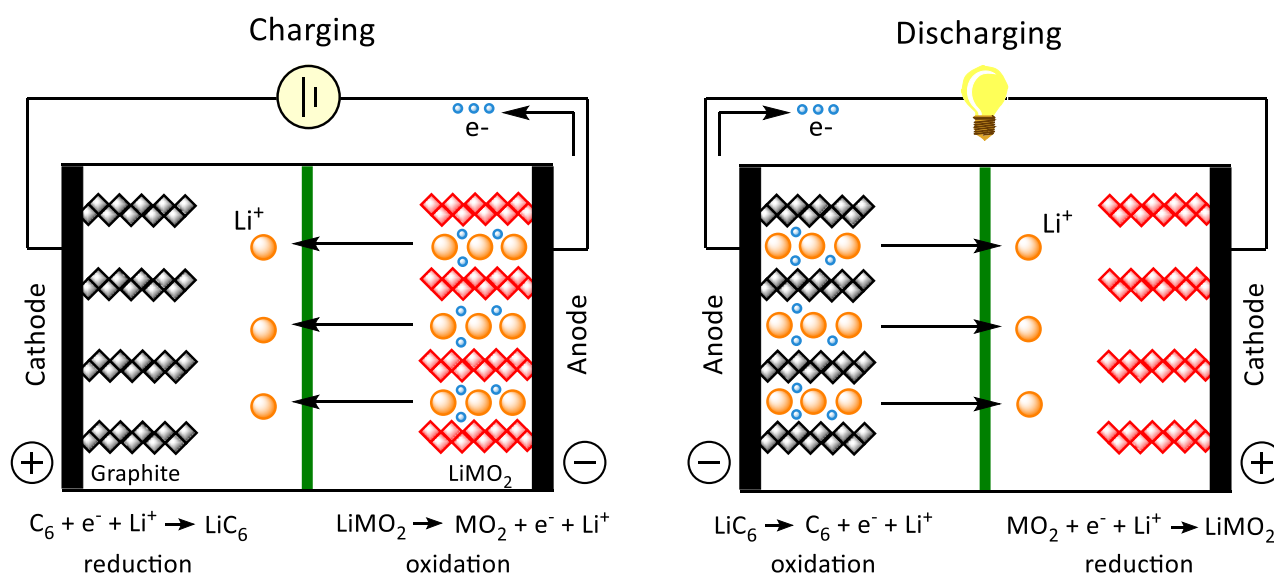 Charging
e-
Li⁺
Cathode
Anode
+
−
Graphite
LiMO₂
C₆ + e⁻ + Li⁺ → LiC₆
reduction
LiMO₂ → MO₂ + e⁻ + Li⁺
oxidation
Discharging
e-
Li⁺
Anode
Cathode
−
+
LiC₆ → C₆ + e⁻ + Li⁺
oxidation
MO₂ + e⁻ + Li⁺ → LiMO₂
reduction